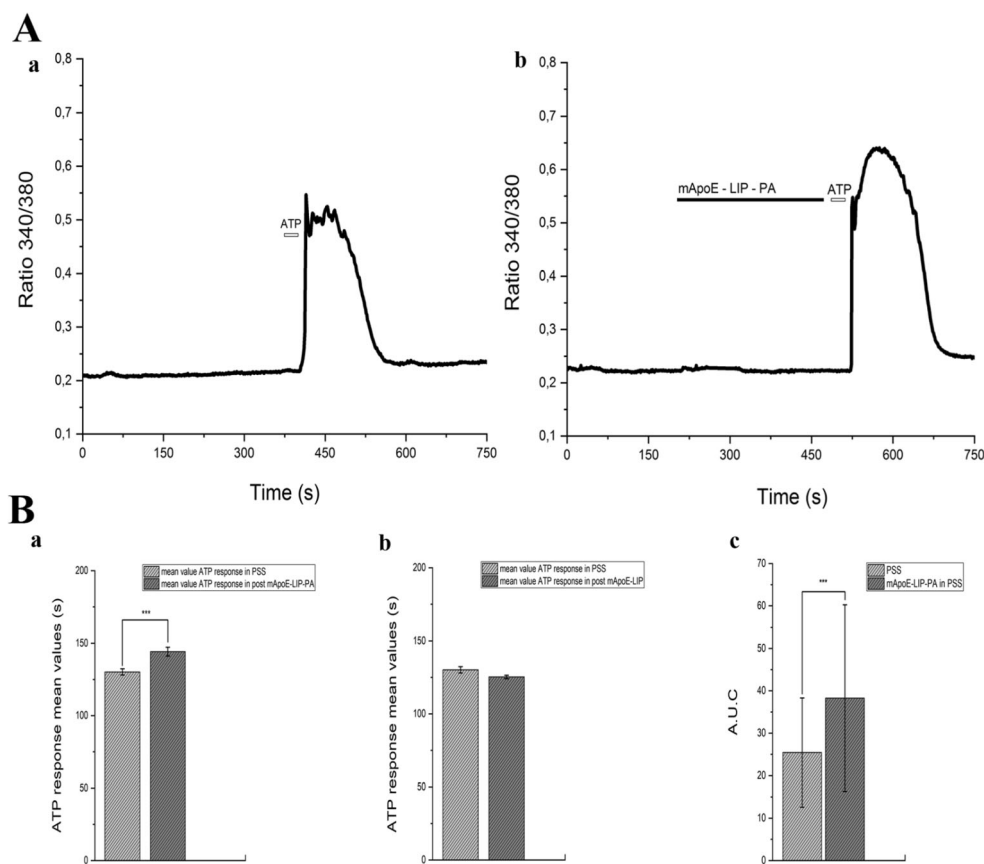 A
a
0,8
0,7
0,6
0,5
0,4
0,3
0,2
0,1
Ratio 340/380
ATP
0 150 300 450 600 750
Time (s)
b
0,8
0,7
0,6
0,5
0,4
0,3
0,2
0,1
Ratio 340/380
mApoE - LIP - PA
ATP
0 150 300 450 600 750
Time (s)
B
a
mean value ATP response in PSS
mean value ATP response in post mApoE-LIP-PA
200
150
100
50
0
ATP response mean values (s)
***
b
mean value ATP response in PSS
mean value ATP response in post mApoE-LIP
200
150
100
50
0
ATP response mean values (s)
c
PSS
mApoE-LIP-PA in PSS
70
60
50
40
30
20
10
0
A.U.C
***